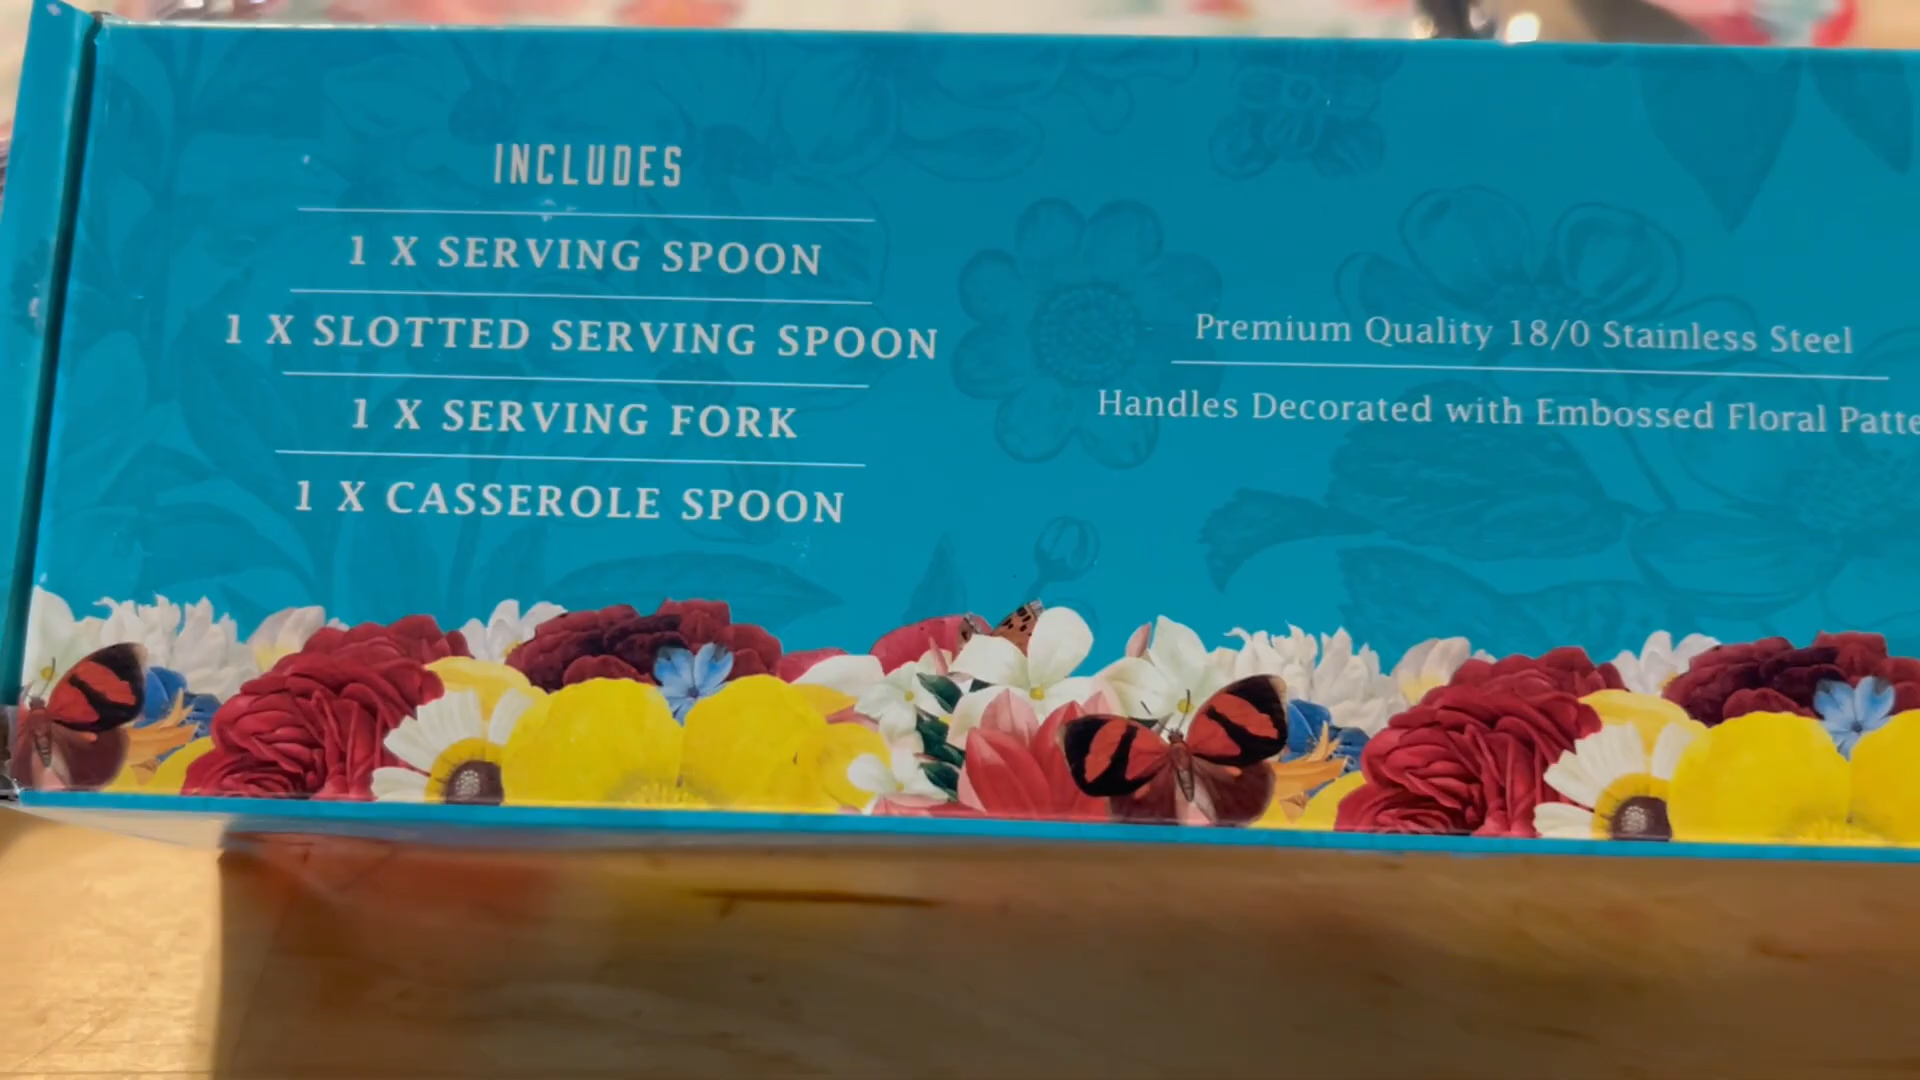 INCLUDES
1 X SERVING SPOON
1 X SLOTTED SERVING SPOON
1 X SERVING FORK
1 X CASSEROLE SPOON
Premium Quality 18/0 Stainless Steel
Handles Decorated with Embossed Floral